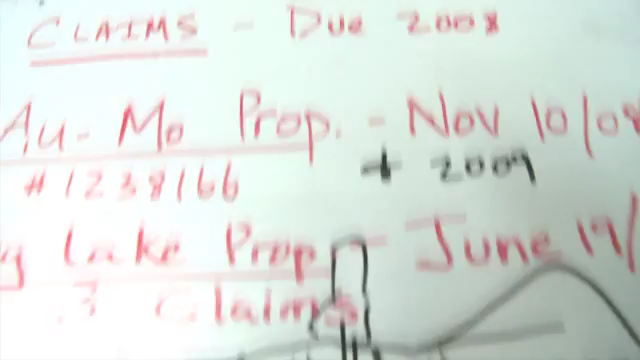 CLAIMS - Due 2008
Au-Mo Prop. - Nov 10/08
#1238166 + 2009
Lake Prop - June 19/
3 Claims